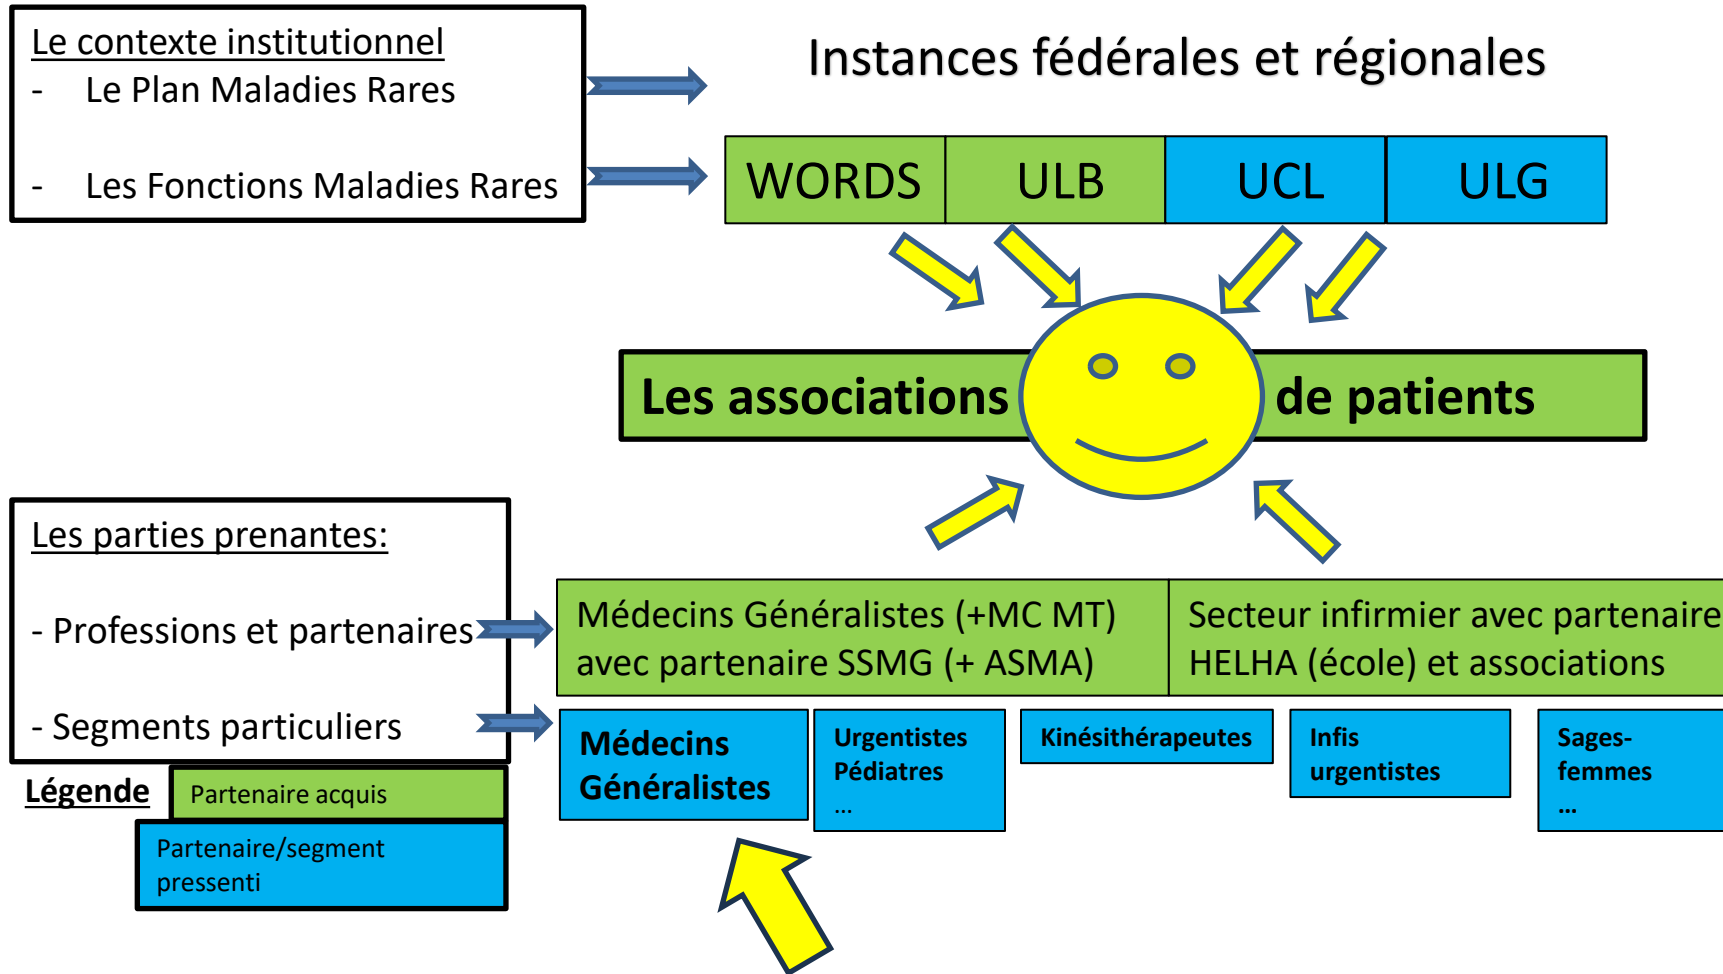 Le contexte institutionnel
- Le Plan Maladies Rares
- Les Fonctions Maladies Rares
Instances fédérales et régionales
WORDS ULB UCL ULG
Les associations de patients
Les parties prenantes:
- Professions et partenaires
- Segments particuliers
Médecins Généralistes (+MC MT)
avec partenaire SSMG (+ ASMA)
Secteur infirmier avec partenaire
HELHA (école) et associations
Médecins
Généralistes
Urgentistes
Pédiatres
...
Kinésithérapeutes
Infis
urgentistes
Sages-
femmes
...
Légende
Partenaire acquis
Partenaire/segment
pressenti